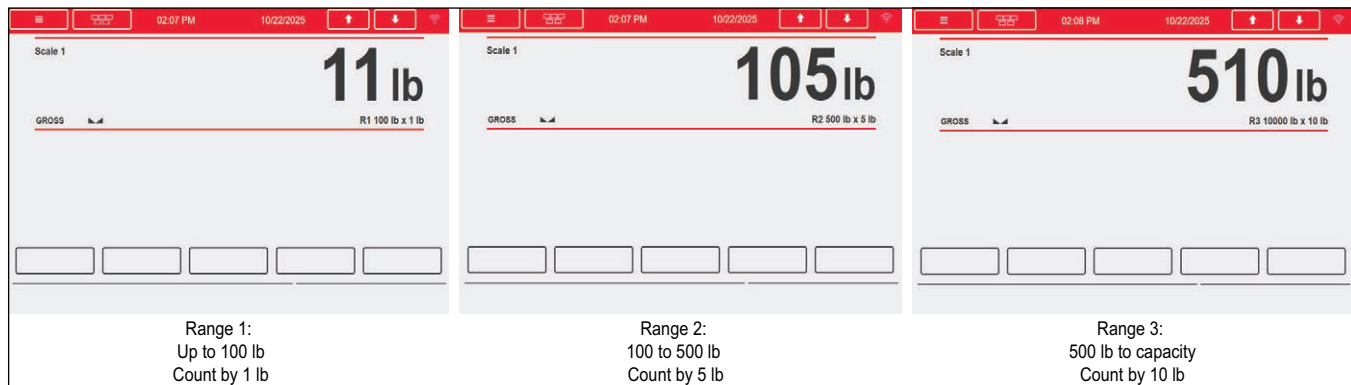 02:07 PM 10/22/2025
Scale 1
11 lb
GROSS R1 100 lb x 1 lb
Range 1:
Up to 100 lb
Count by 1 lb
02:07 PM 10/22/2025
Scale 1
105 lb
GROSS R2 500 lb x 5 lb
Range 2:
100 to 500 lb
Count by 5 lb
02:08 PM 10/22/2025
Scale 1
510 lb
GROSS R3 10000 lb x 10 lb
Range 3:
500 lb to capacity
Count by 10 lb